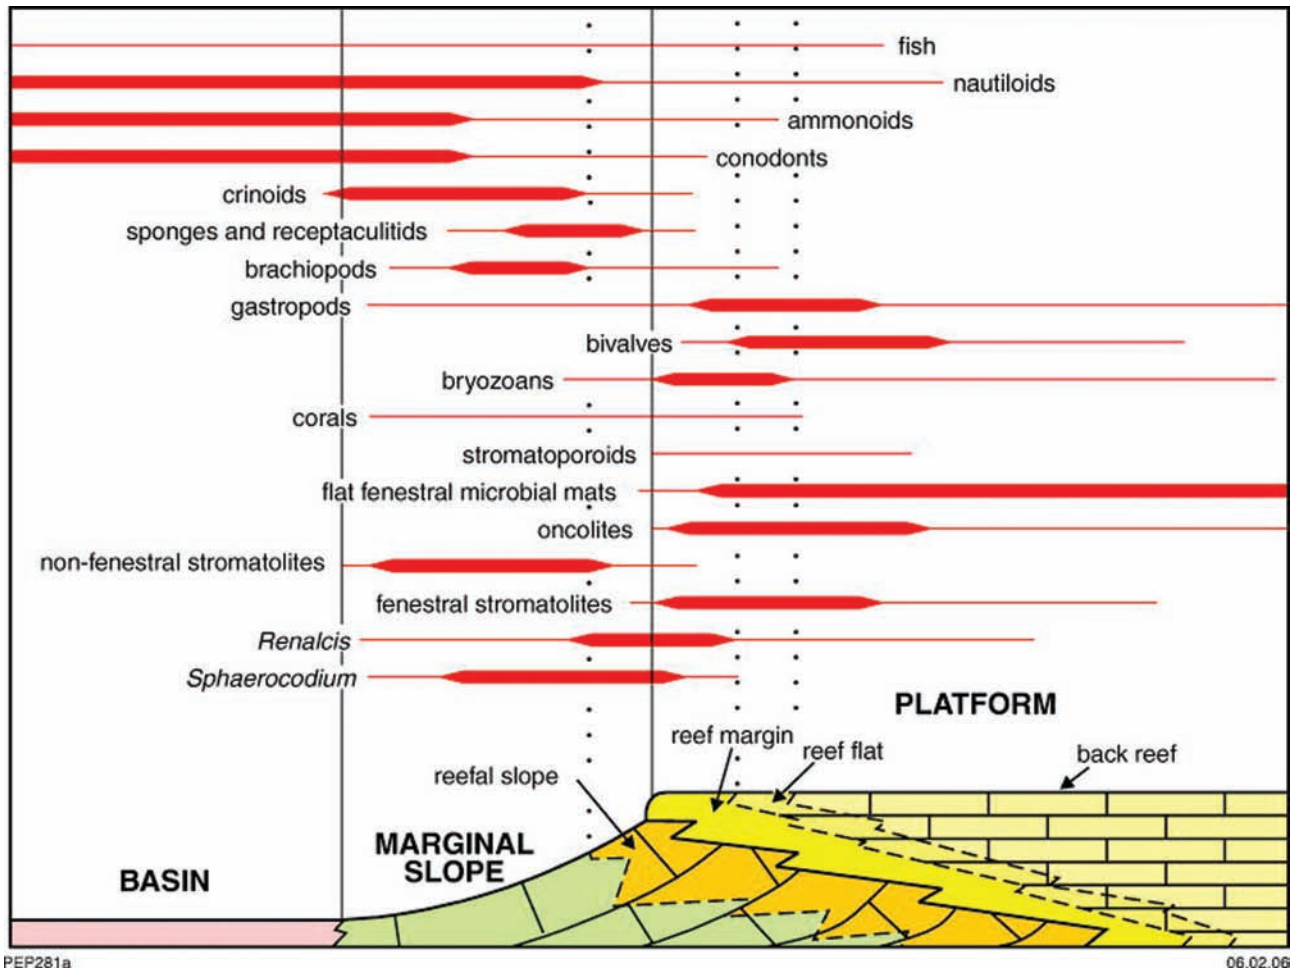 fish
nautiloids
ammonoids
conodonts
crinoids
sponges and receptaculitids
brachiopods
gastropods
bivalves
bryozoans
corals
stromatoporoids
flat fenestral microbial mats
oncolites
non-fenestral stromatolites
fenestral stromatolites
Renalcis
Sphaerocodium
PLATFORM
reef margin
reef flat
back reef
reefal slope
MARGINAL
SLOPE
BASIN
PEP281a
06.02.06